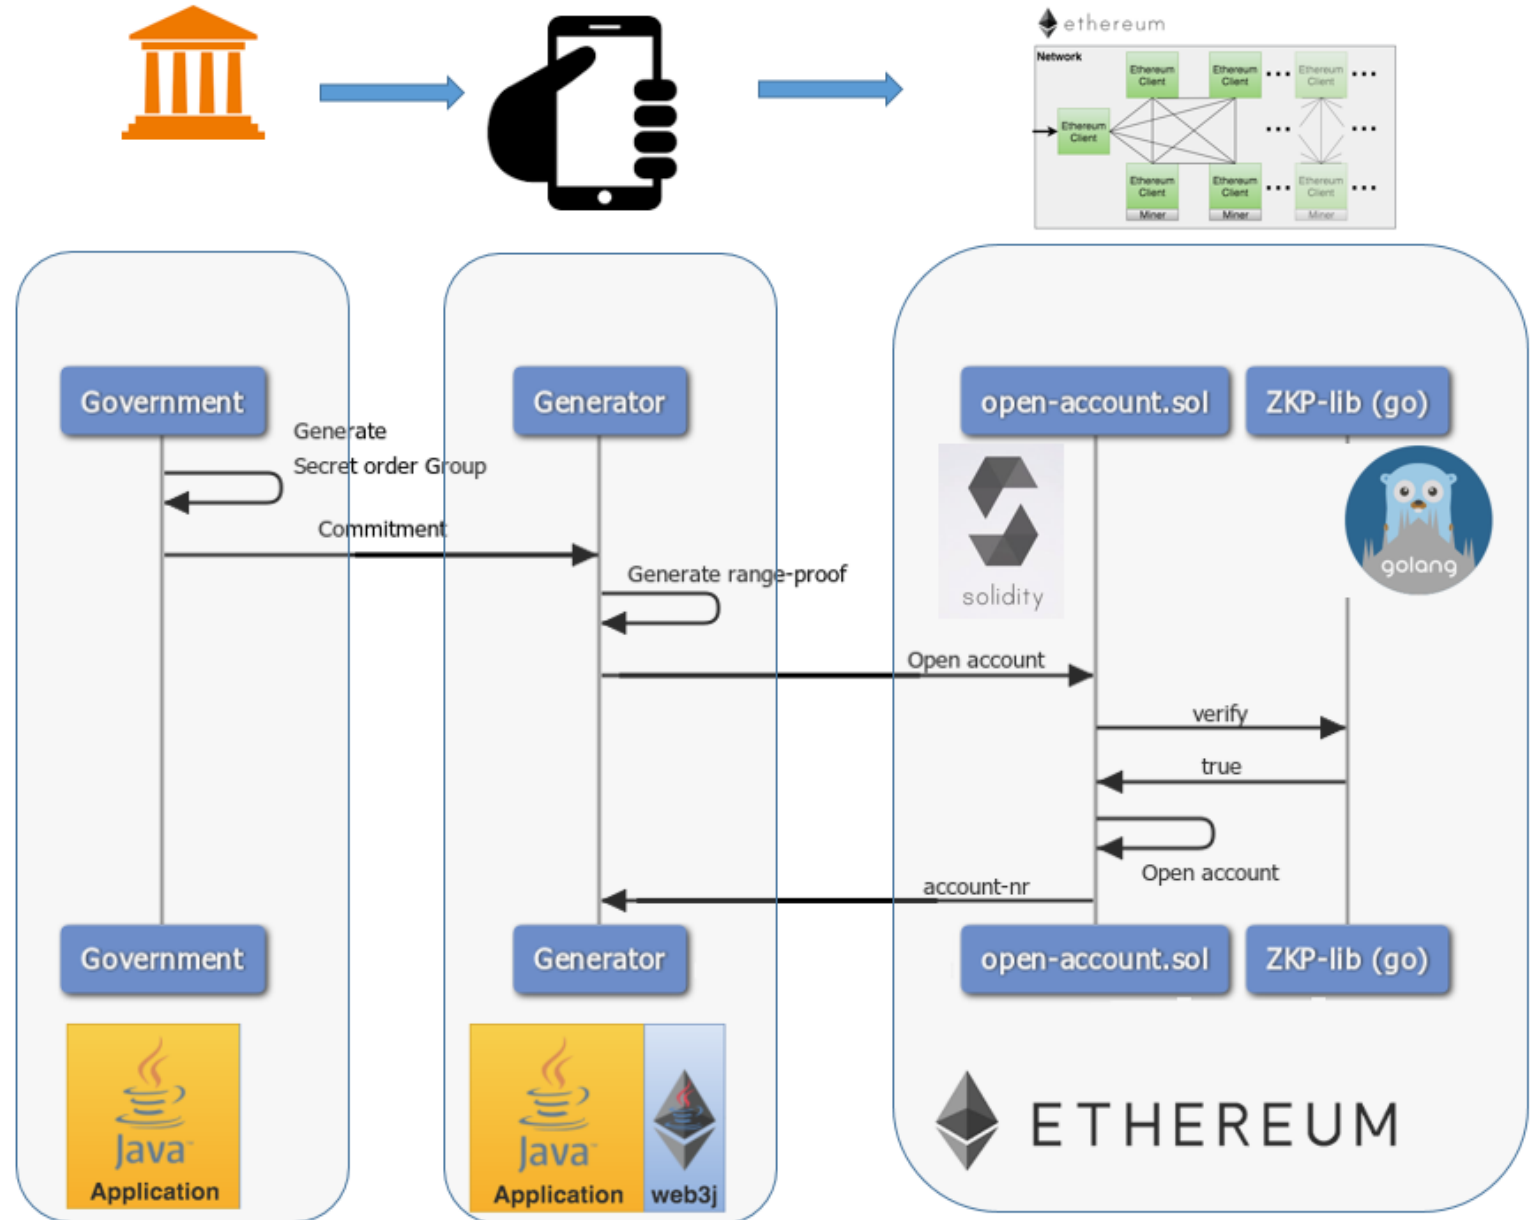 ethereum
Network
Ethereum
Client
Ethereum
Client
Ethereum
Client
Ethereum
Client
Ethereum
Client
Miner
Ethereum
Client
Miner
Ethereum
Client
Miner
Government
Generator
open-account.sol
ZKP-lib (go)
Generate
Secret order Group
Commitment
solidity
golang
Generate range-proof
Open account
verify
true
Open account
account-nr
Government
Generator
open-account.sol
ZKP-lib (go)
Java™
Application
Java™
Application
web3j
ETHEREUM